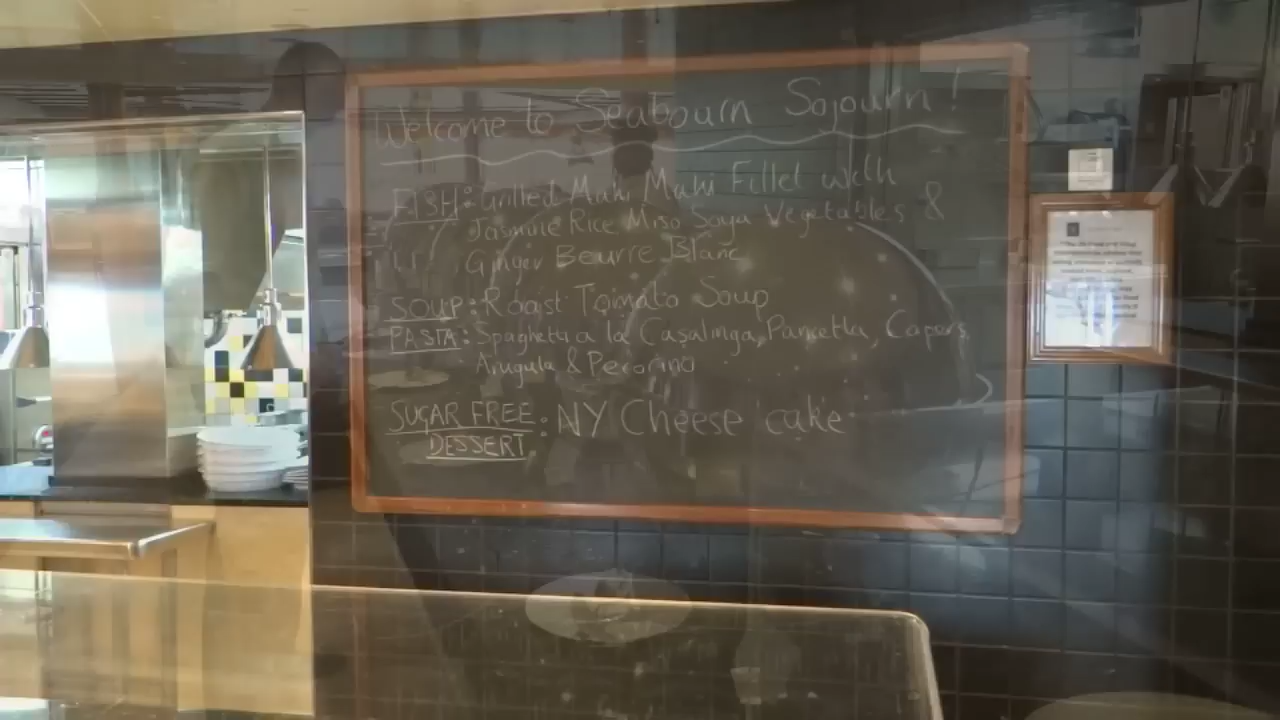 Welcome to Seabourn Sojourn!
FISH: Grilled Mahi Mahi Fillet with
Jasmine Rice Miso Soya Vegetables &
Ginger Beurre Blanc
SOUP: Roast Tomato Soup
PASTA: Spaghetti a la Casalinga, Pancetta, Capers,
Arugula & Pecorino
SUGAR FREE: NY Cheese cake
DESSERT